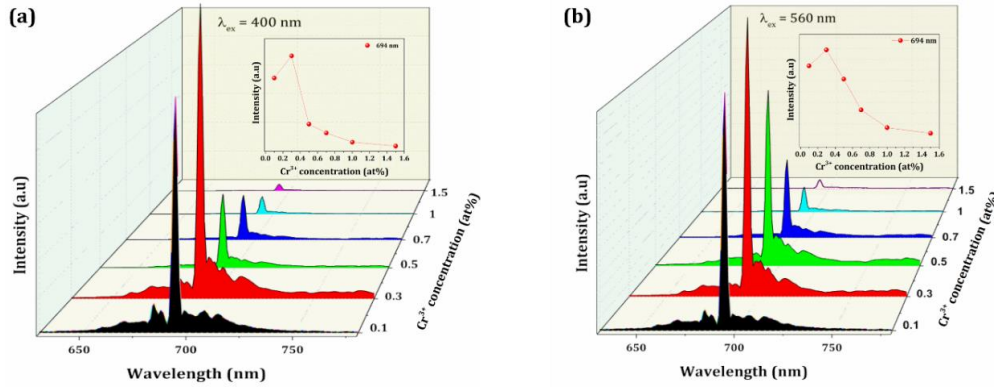 (a)
λex = 400 nm
694 nm
Intensity (a.u)
0.0 0.2 0.4 0.6 0.8 1.0 1.2 1.4 1.6
Cr3+ concentration (at%)
Intensity (a.u)
1.5
1
0.7
0.5
0.3
0.1
Cr3+ concentration (at%)
650 700 750
Wavelength (nm)
(b)
λex = 560 nm
694 nm
Intensity (a.u)
0.0 0.2 0.4 0.6 0.8 1.0 1.2 1.4 1.6
Cr3+ concentration (at%)
Intensity (a.u)
1.5
1
0.7
0.5
0.3
0.1
Cr3+ concentration (at%)
650 700 750
Wavelength (nm)